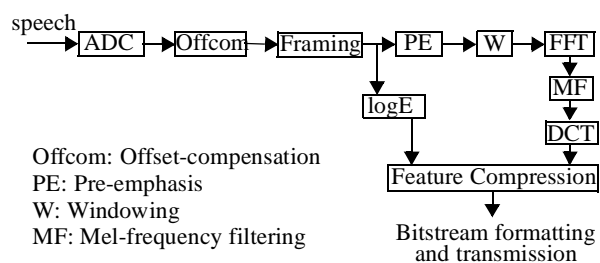 speech
ADC
Offcom
Framing
PE
W
FFT
MF
logE
DCT
Offcom: Offset-compensation
PE: Pre-emphasis
W: Windowing
MF: Mel-frequency filtering
Feature Compression
Bitstream formatting
and transmission